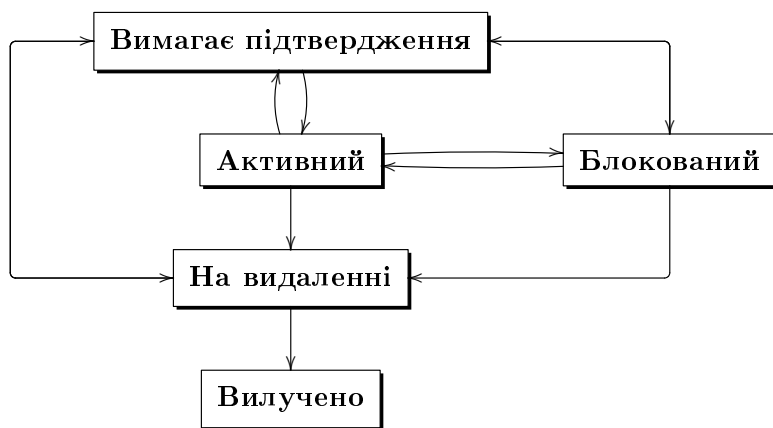 Вимагає підтвердження
Активний
Блокований
На видаленні
Вилучено